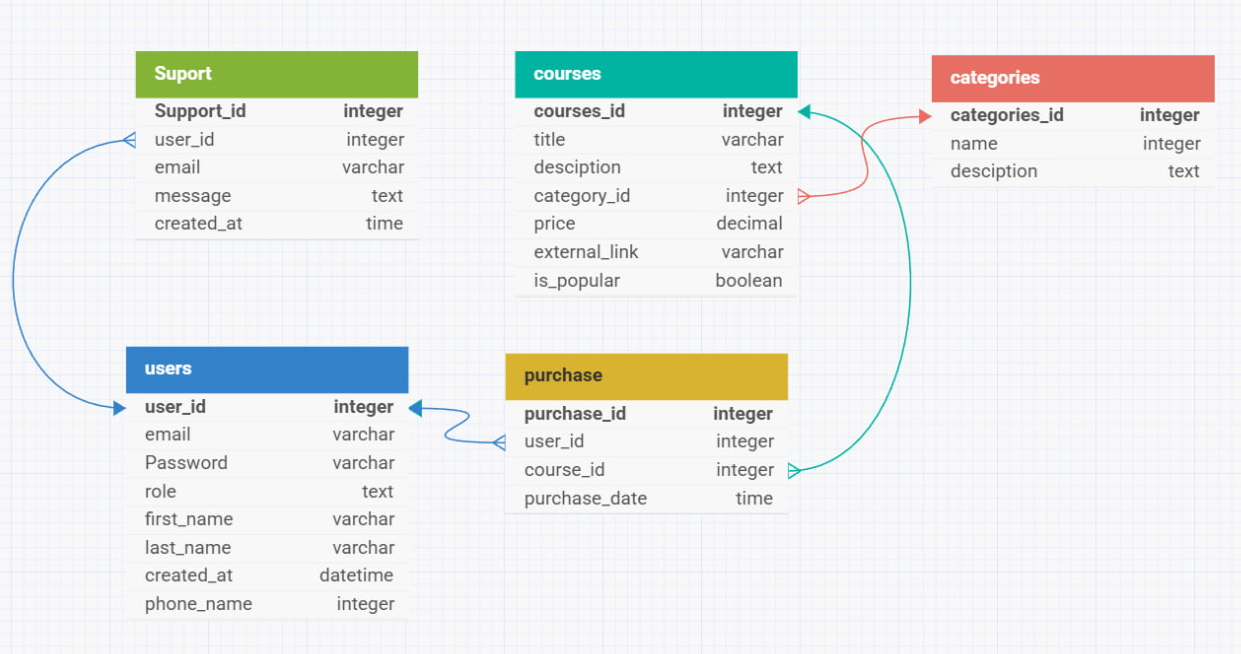 Suport
Support_id integer
user_id integer
email varchar
message text
created_at time
courses
courses_id integer
title varchar
desciption text
category_id integer
price decimal
external_link varchar
is_popular boolean
categories
categories_id integer
name integer
desciption text
users
user_id integer
email varchar
Password varchar
role text
first_name varchar
last_name varchar
created_at datetime
phone_name integer
purchase
purchase_id integer
user_id integer
course_id integer
purchase_date time